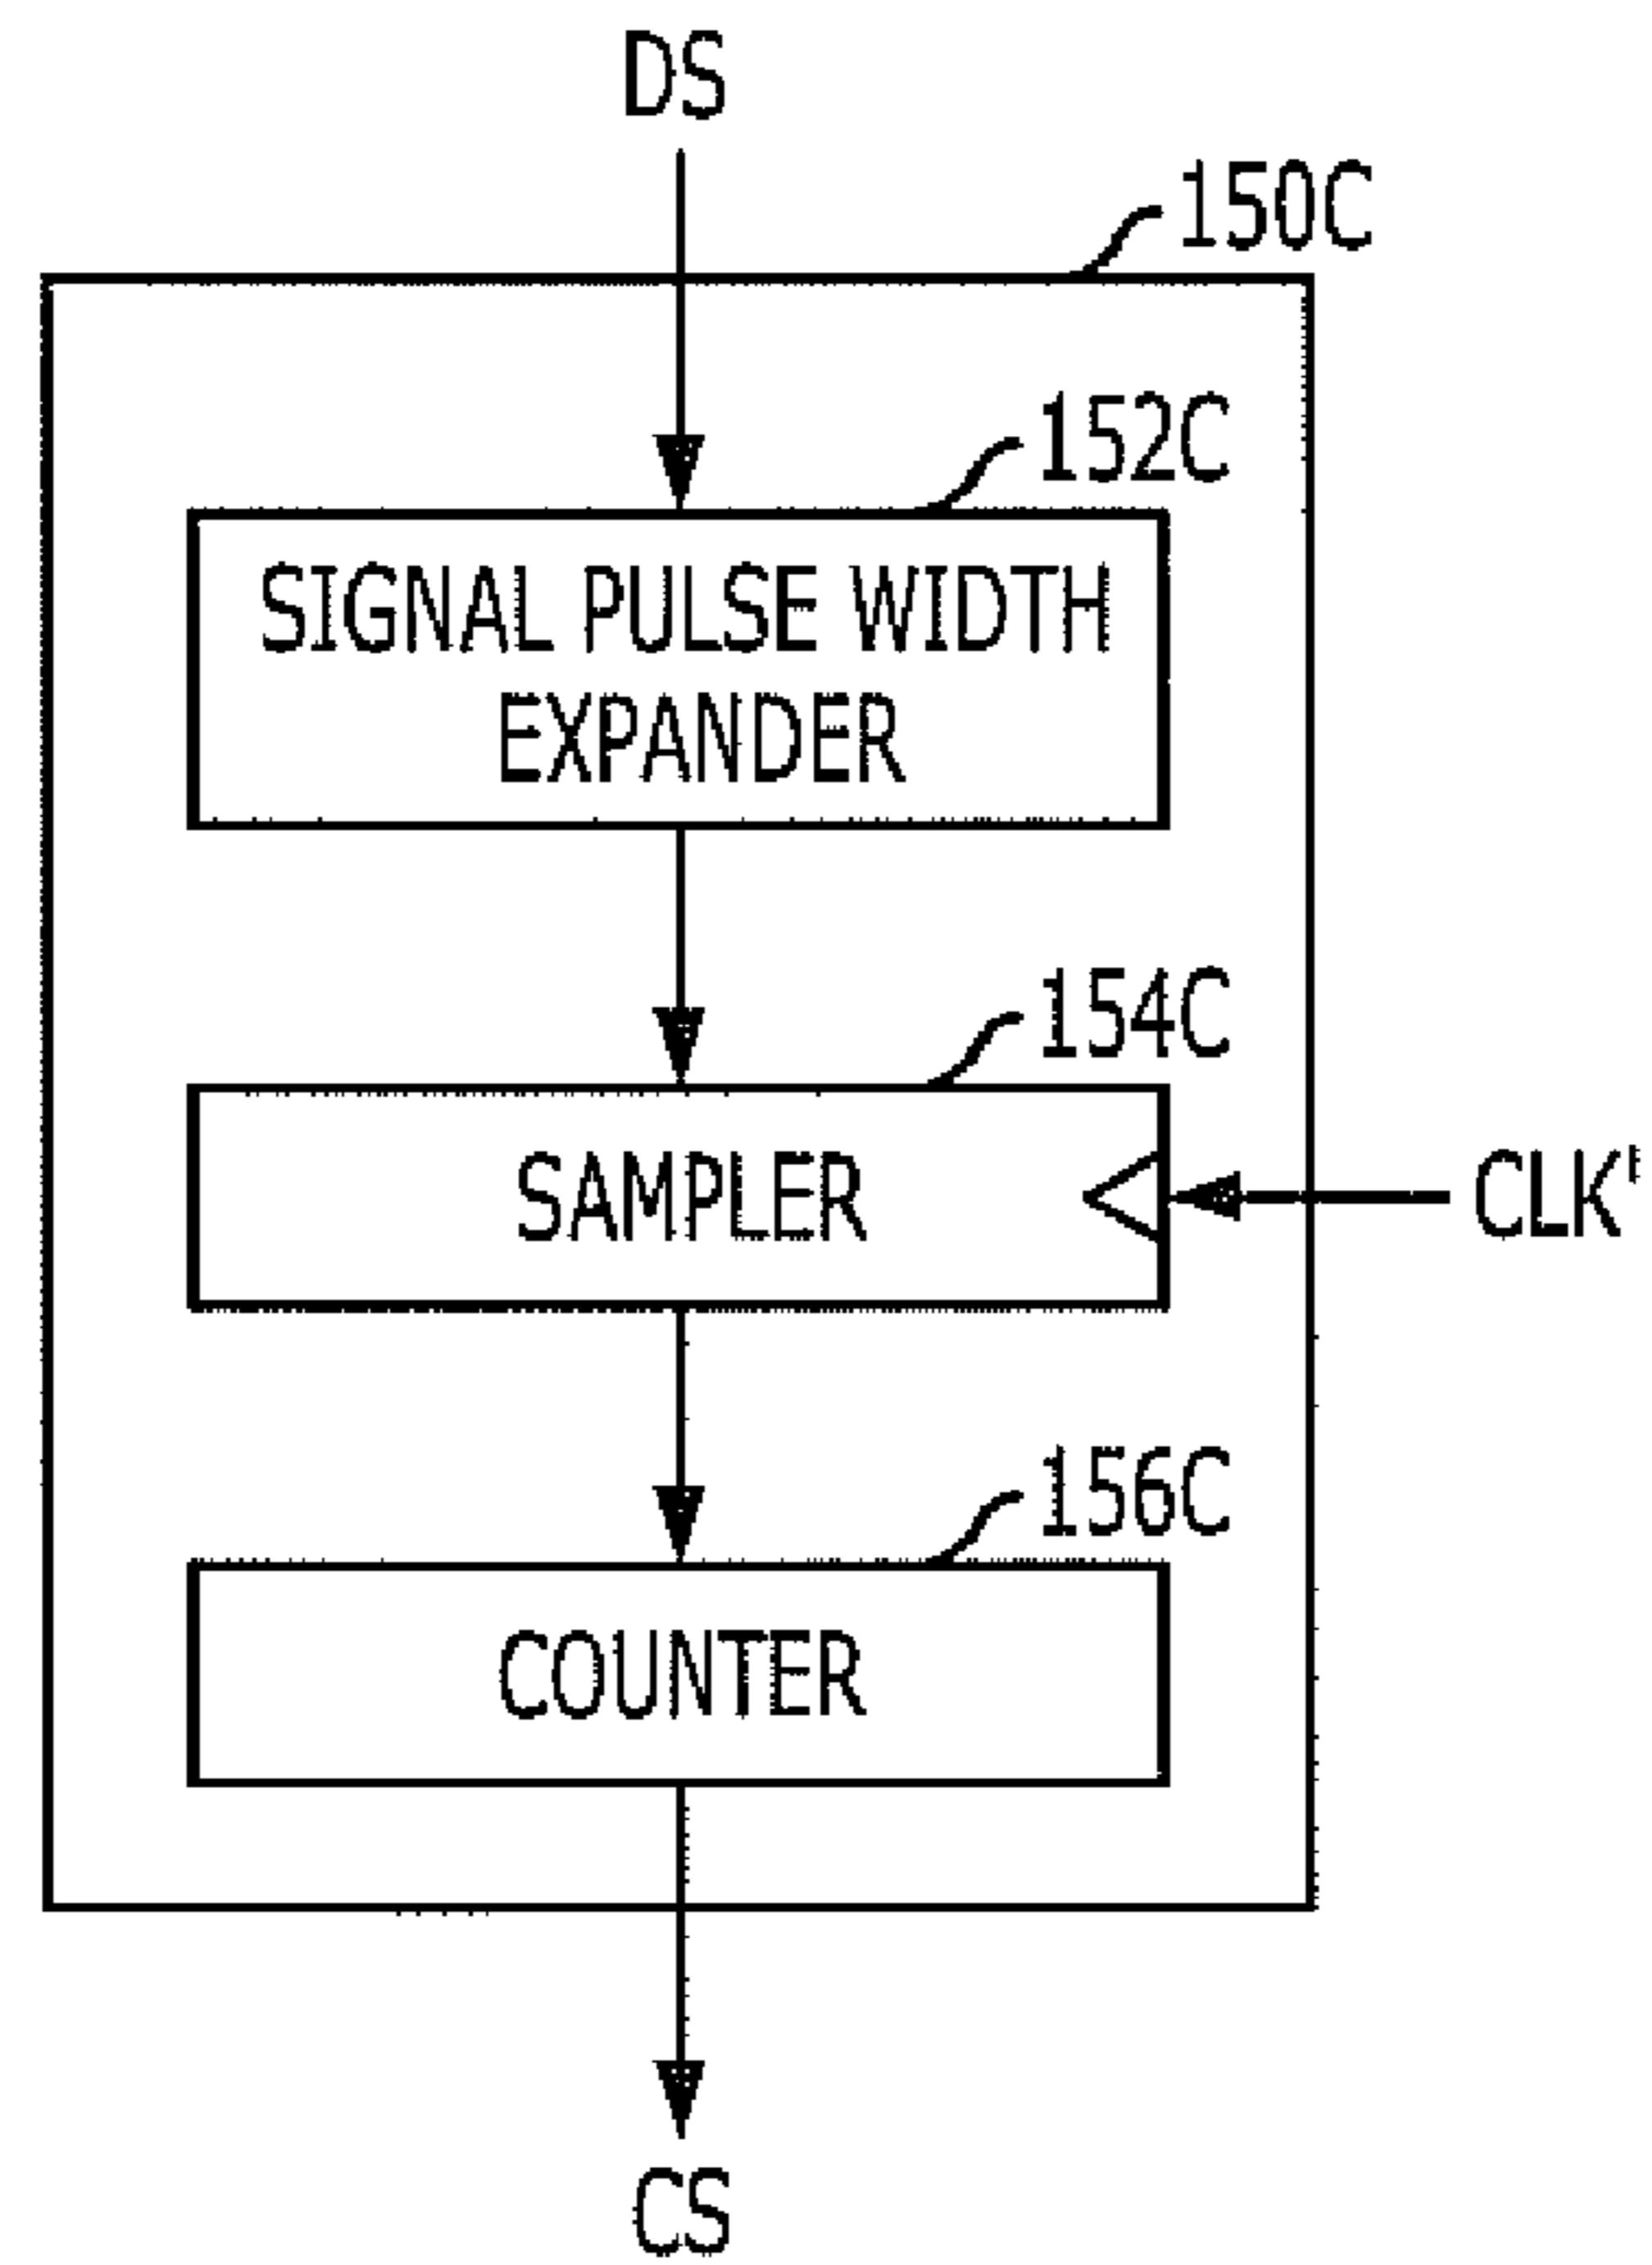 DS
150C
152C
SIGNAL PULSE WIDTH
EXPANDER
154C
SAMPLER
CLK'
156C
COUNTER
CS